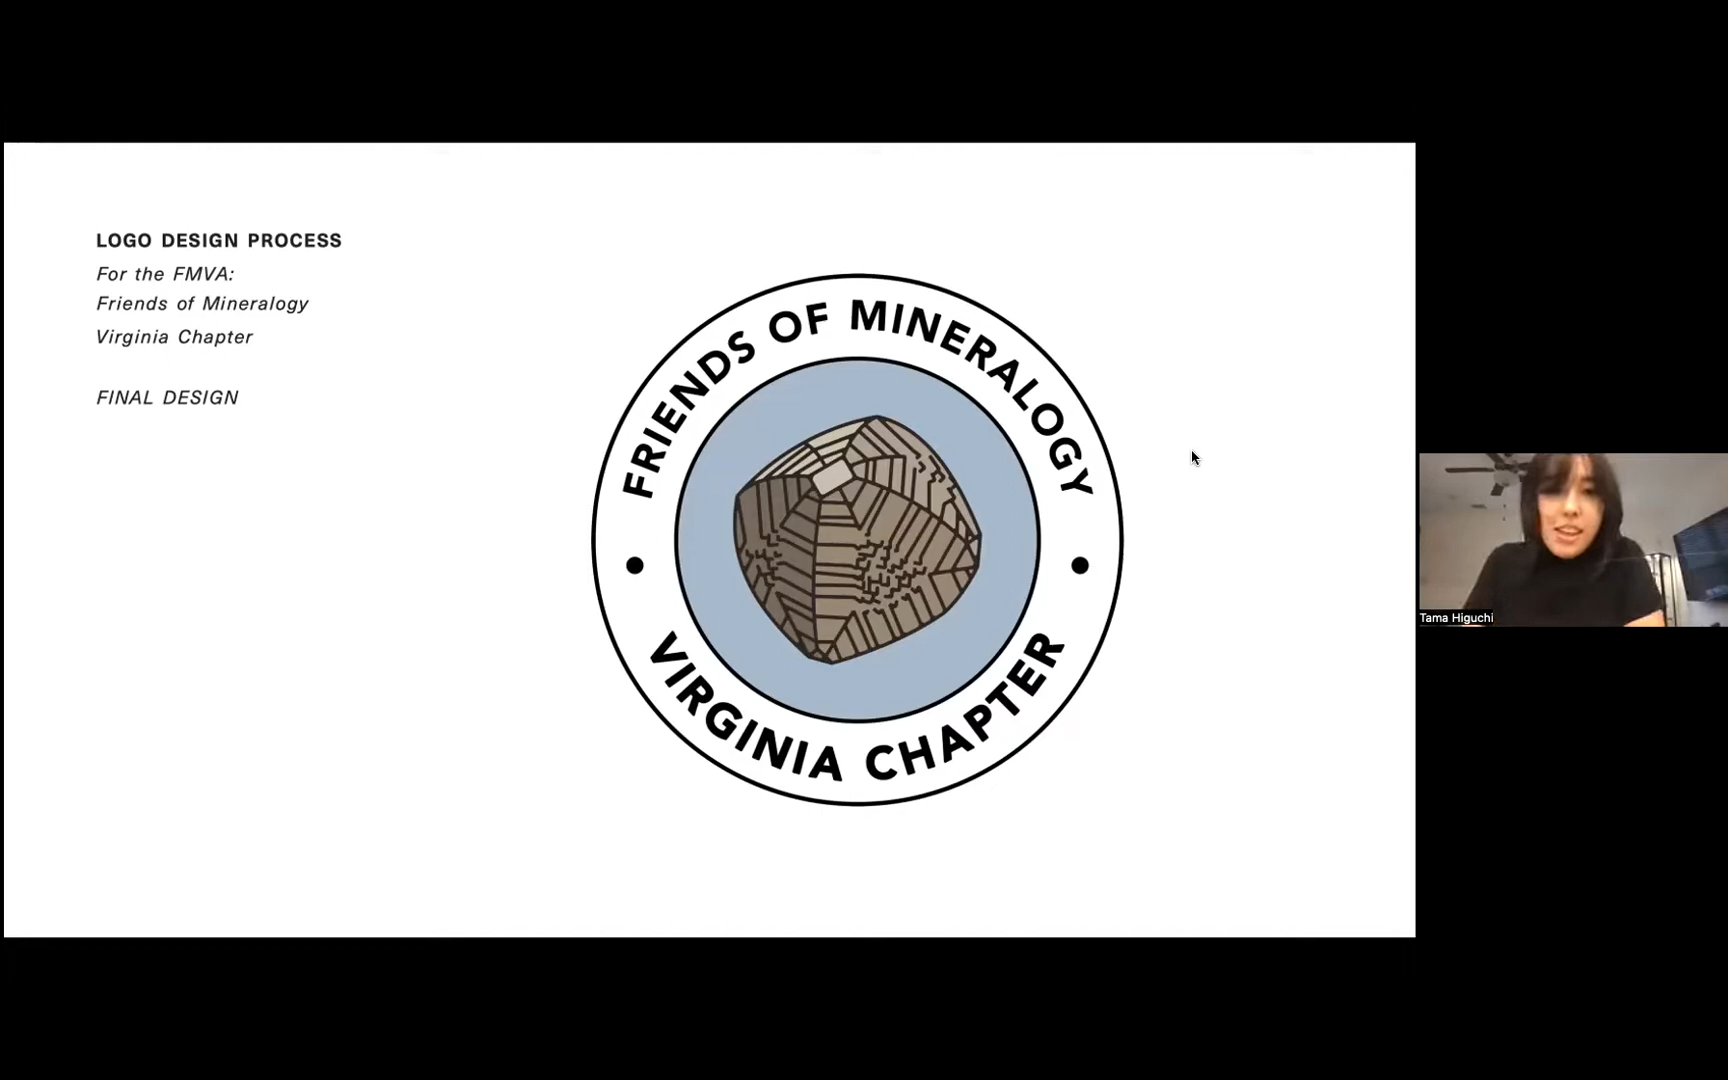 LOGO DESIGN PROCESS
For the FMVA:
Friends of Mineralogy
Virginia Chapter
FINAL DESIGN
FRIENDS OF MINERALOGY
• •
VIRGINIA CHAPTER
Tama Higuchi